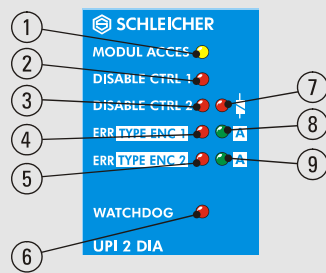 SCHLEICHER
1 MODUL ACCES
2 DISABLE CTRL 1
3 DISABLE CTRL 2 7
4 ERR TYPE ENC 1 A 8
5 ERR TYPE ENC 2 A 9
6 WATCHDOG
UPI 2 DIA